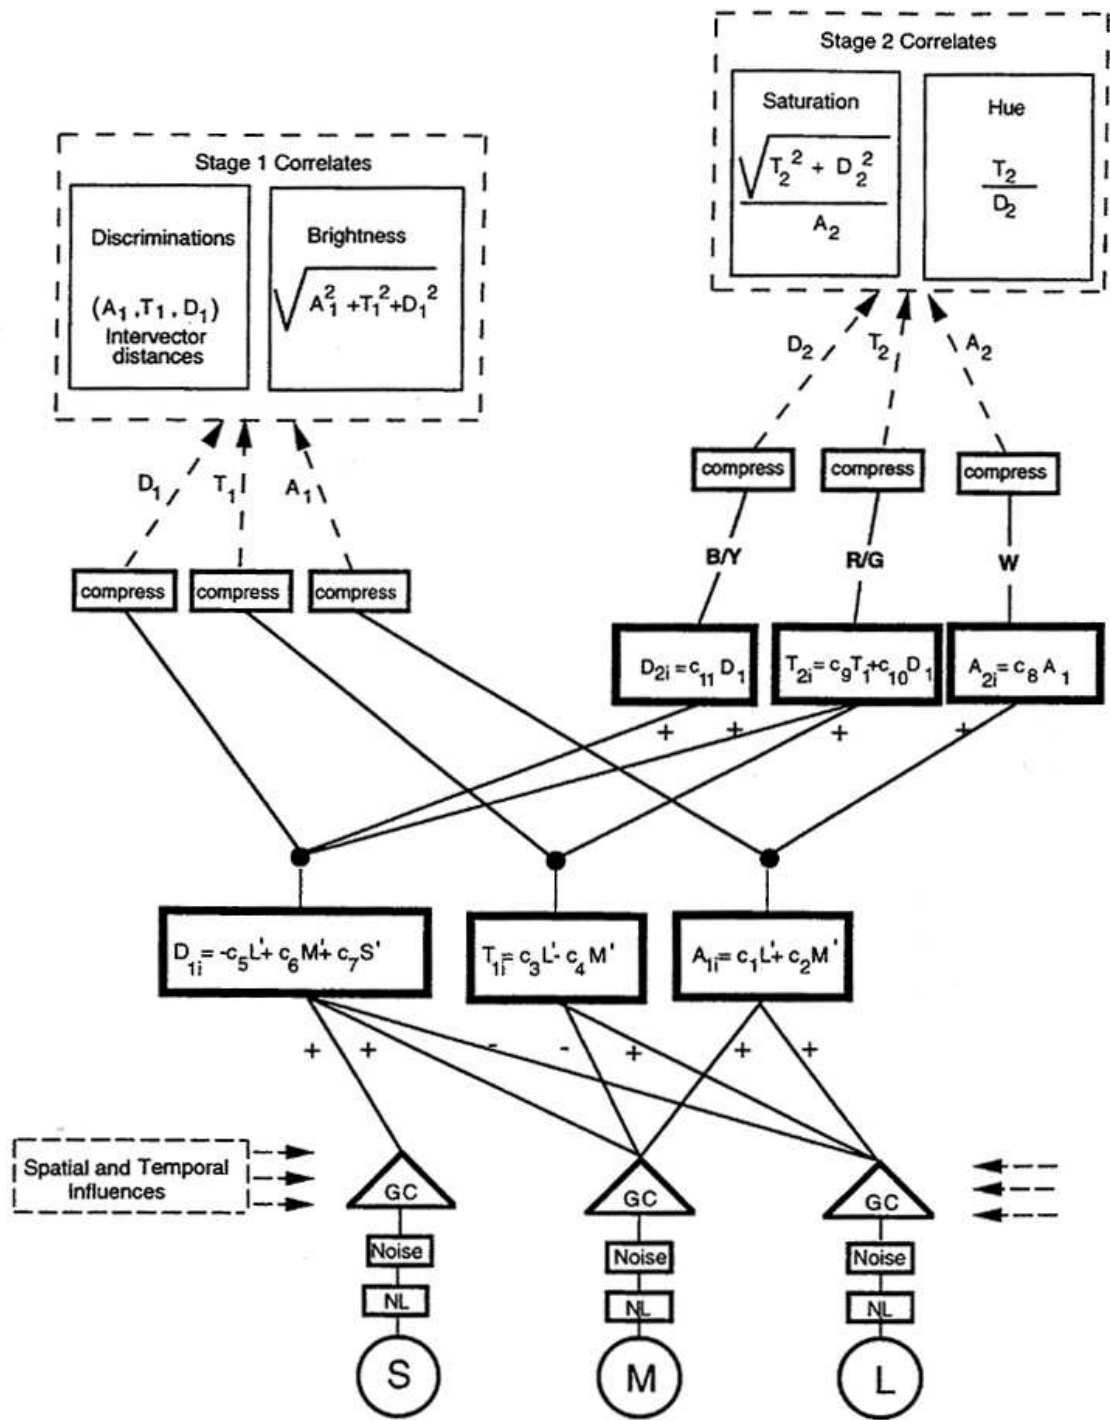 Stage 2 Correlates
Saturation
Hue
√(T₂² + D₂²)
A₂
T₂
D₂
Stage 1 Correlates
Discriminations
Brightness
(A₁,T₁,D₁)
Intervector
distances
√(A₁²+T₁²+D₁²)
D₂ T₂ A₂
compress compress compress
D₁ T₁ A₁
B/Y R/G W
compress compress compress
D₂ᵢ=c₁₁ D₁
T₂ᵢ=c₉T₁+c₁₀D₁
A₂ᵢ=c₈ A₁
+ + + +
D₁ᵢ=-c₅L'+ c₆M'+ c₇S'
T₁ᵢ=c₃L'- c₄M'
A₁ᵢ=c₁L'+ c₂M'
+ + - - + + +
Spatial and Temporal
Influences
GC GC GC
Noise Noise Noise
NL NL NL
S M L